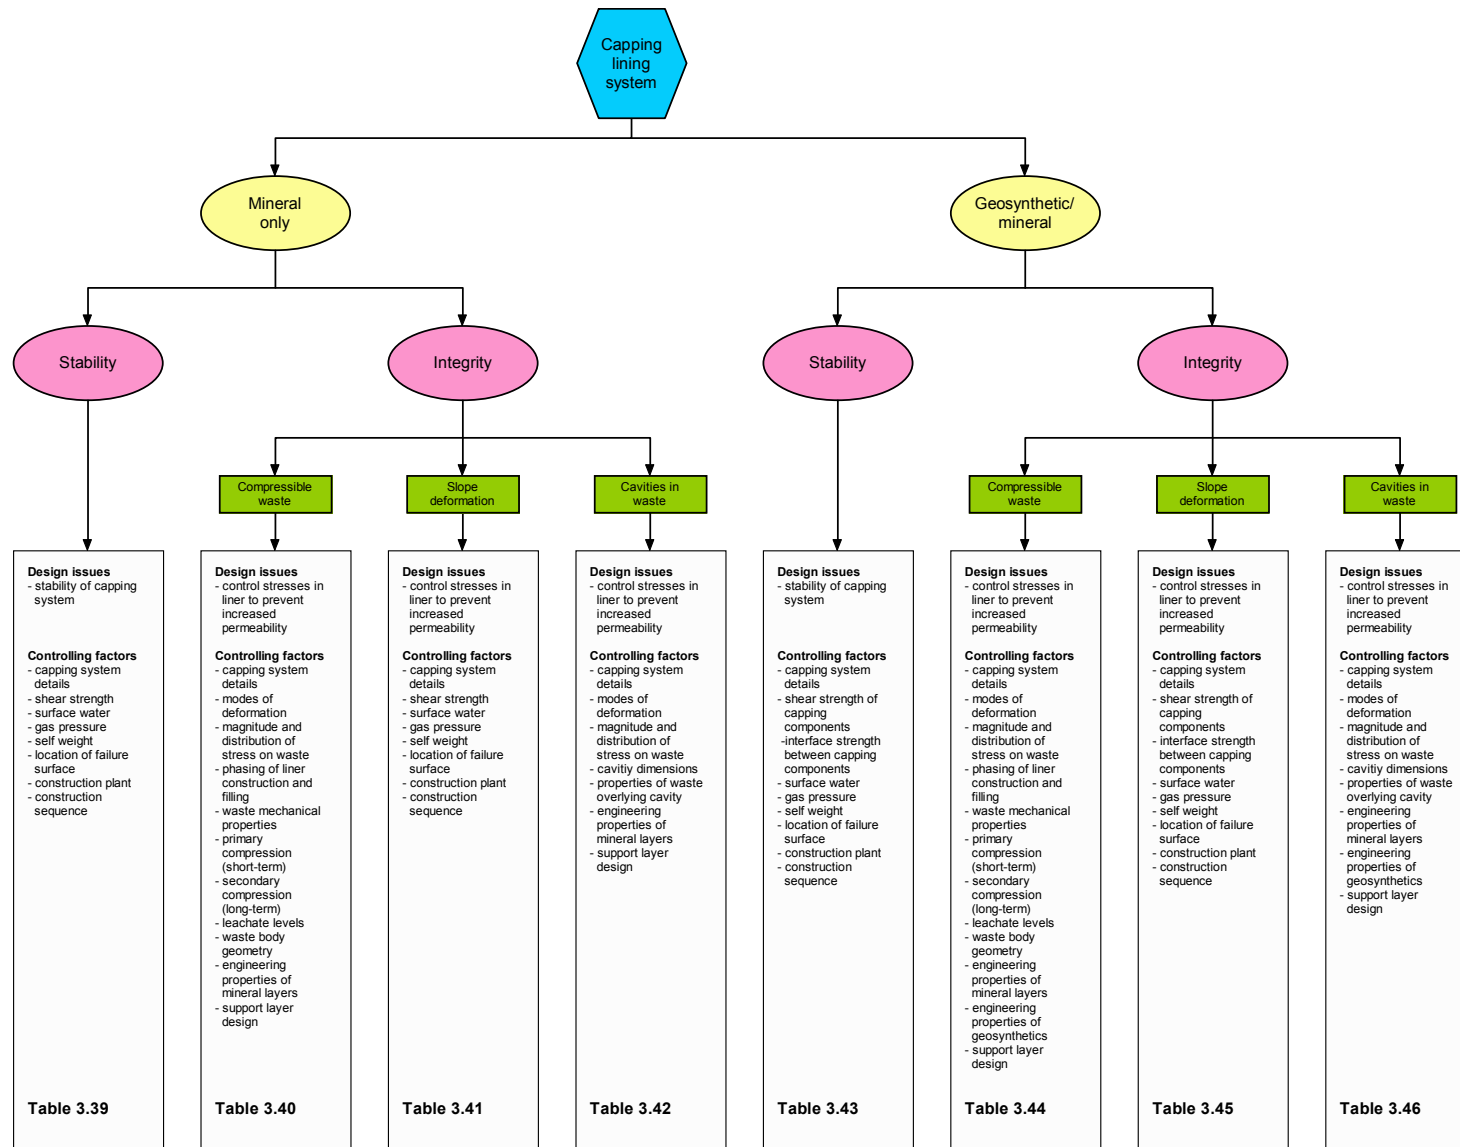 Capping
lining
system
Mineral
only
Geosynthetic/
mineral
Stability
Integrity
Stability
Integrity
Compressible
waste
Slope
deformation
Cavities in
waste
Compressible
waste
Slope
deformation
Cavities in
waste
Design issues
- stability of capping
system
Controlling factors
- capping system
details
- shear strength
- surface water
- gas pressure
- self weight
- location of failure
surface
- construction plant
- construction
sequence
Table 3.39
Design issues
- control stresses in
liner to prevent
increased
permeability
Controlling factors
- capping system
details
- modes of
deformation
- magnitude and
distribution of
stress on waste
- phasing of liner
construction and
filling
- waste mechanical
properties
- primary
compression
(short-term)
- secondary
compression
(long-term)
- leachate levels
- waste body
geometry
- engineering
properties of
mineral layers
- support layer
design
Table 3.40
Design issues
- control stresses in
liner to prevent
increased
permeability
Controlling factors
- capping system
details
- shear strength
- surface water
- gas pressure
- self weight
- location of failure
surface
- construction plant
- construction
sequence
Table 3.41
Design issues
- control stresses in
liner to prevent
increased
permeability
Controlling factors
- capping system
details
- modes of
deformation
- magnitude and
distribution of
stress on waste
- cavitiy dimensions
- properties of waste
overlying cavity
- engineering
properties of
mineral layers
- support layer
design
Table 3.42
Design issues
- stability of capping
system
Controlling factors
- capping system
details
- shear strength of
capping
components
-interface strength
between capping
components
- surface water
- gas pressure
- self weight
- location of failure
surface
- construction plant
- construction
sequence
Table 3.43
Design issues
- control stresses in
liner to prevent
increased
permeability
Controlling factors
- capping system
details
- modes of
deformation
- magnitude and
distribution of
stress on waste
- phasing of liner
construction and
filling
- waste mechanical
properties
- primary
compression
(short-term)
- secondary
compression
(long-term)
- leachate levels
- waste body
geometry
- engineering
properties of
mineral layers
- engineering
properties of
geosynthetics
- support layer
design
Table 3.44
Design issues
- control stresses in
liner to prevent
increased
permeability
Controlling factors
- capping system
details
- shear strength of
capping
components
- interface strength
between capping
components
- surface water
- gas pressure
- self weight
- location of failure
surface
- construction plant
- construction
sequence
Table 3.45
Design issues
- control stresses in
liner to prevent
increased
permeability
Controlling factors
- capping system
details
- modes of
deformation
- magnitude and
distribution of
stress on waste
- cavitiy dimensions
- properties of waste
overlying cavity
- engineering
properties of
mineral layers
- engineering
properties
of geosynthetics
- support layer
design
Table 3.46